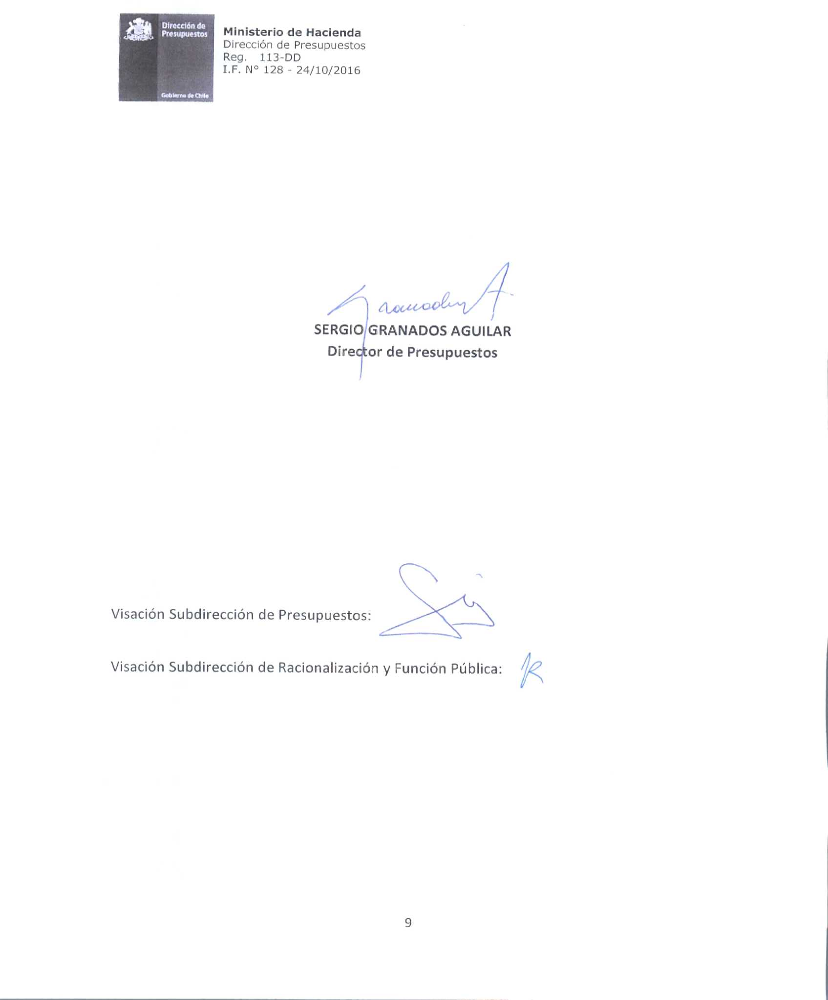 Dirección de
Presupuestos
Gobierno de Chile
Ministerio de Hacienda
Dirección de Presupuestos
Reg. 113-DD
I.F. Nº 128 - 24/10/2016
SERGIO GRANADOS AGUILAR
Director de Presupuestos
Visación Subdirección de Presupuestos:
Visación Subdirección de Racionalización y Función Pública:
9